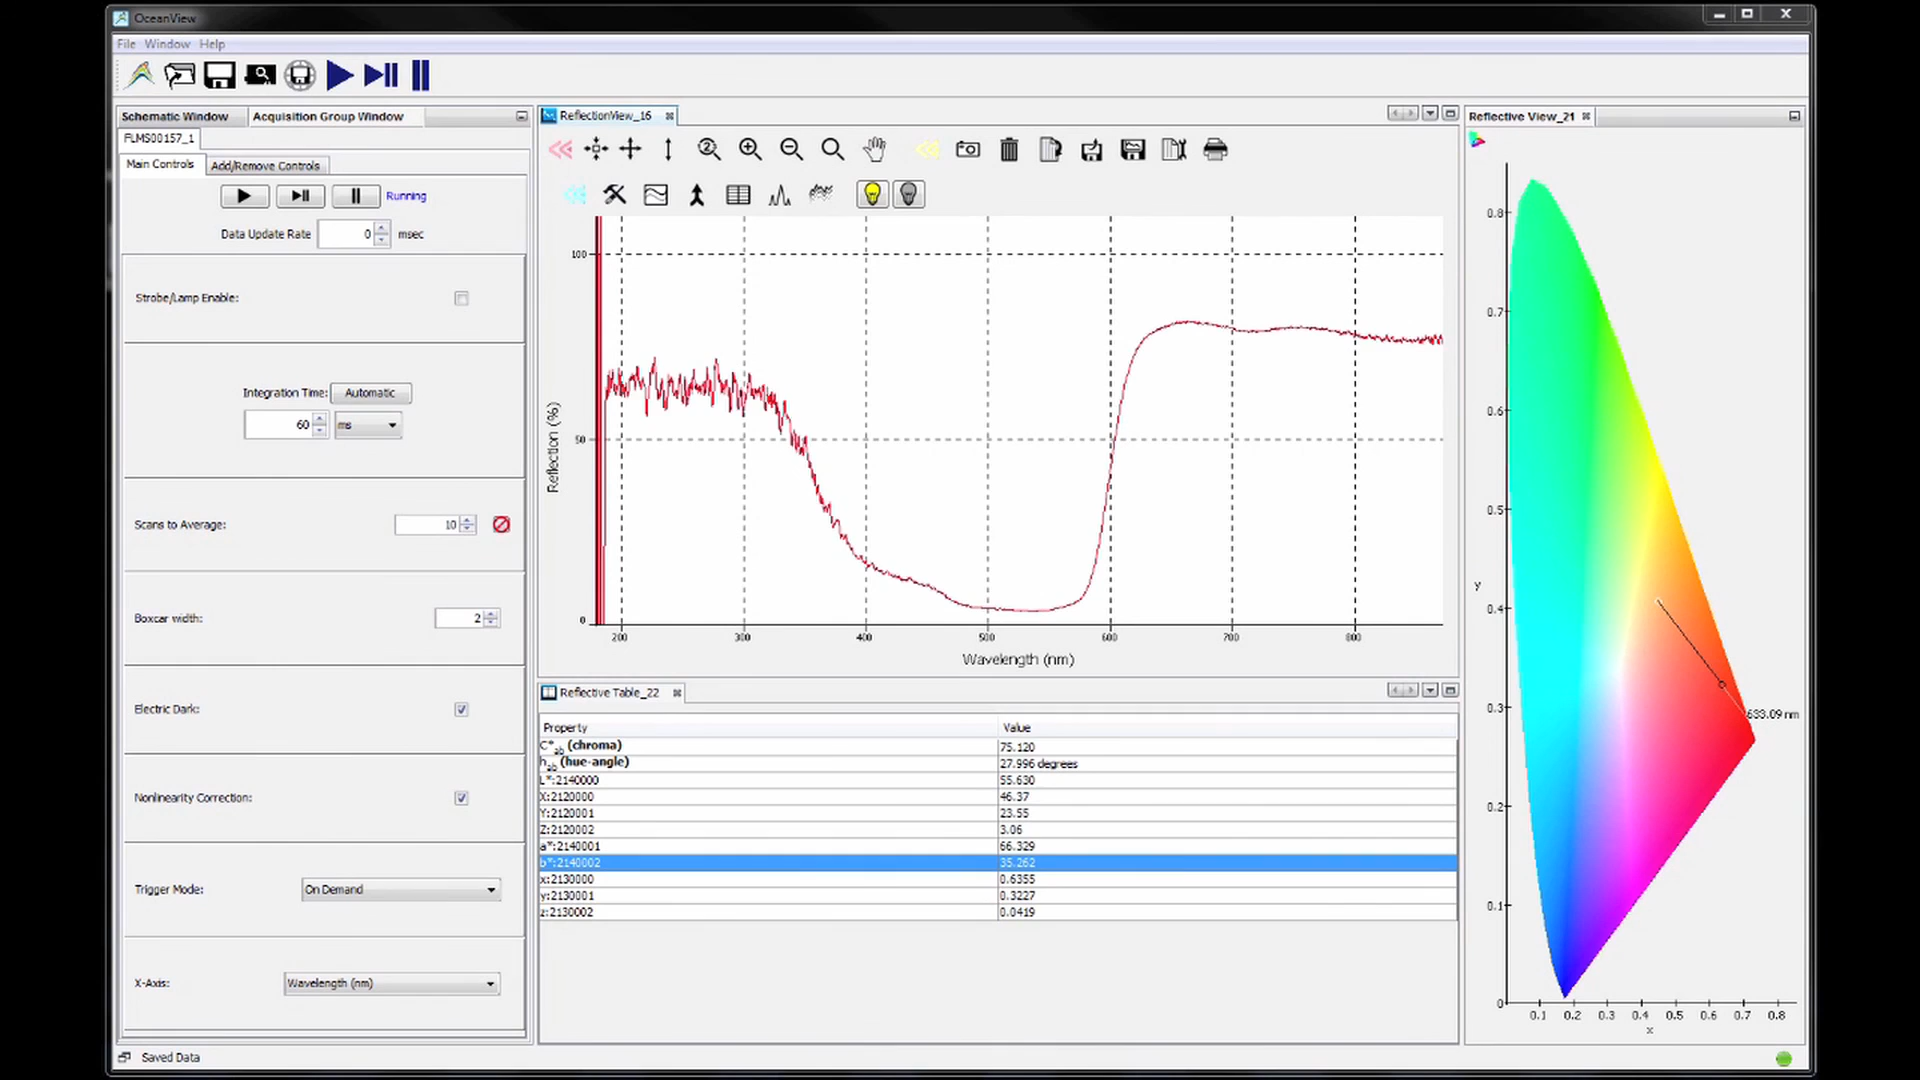 OceanView
File Window Help
Schematic Window
Acquisition Group Window
FLMS00157_1
Main Controls
Add/Remove Controls
Running
Data Update Rate 0 msec
Strobe/Lamp Enable:
Integration Time: Automatic
60 ms
Scans to Average: 10
Boxcar width: 2
Electric Dark:
Nonlinearity Correction:
Trigger Mode: On Demand
X-Axis: Wavelength (nm)
Saved Data
ReflectionView_16
Reflection (%)
100
50
0
200 300 400 500 600 700 800
Wavelength (nm)
Reflective Table_22
Property Value
C*ab (chroma) 75.120
hab (hue-angle) 27.996 degrees
L*:2140000 55.630
X:2120000 46.37
Y:2120001 23.55
Z:2120002 3.06
a*:2140001 66.329
b*:2140002 35.262
x:2130000 0.6355
y:2130001 0.3227
z:2130002 0.0419
Reflective View_21
0.8
0.7
0.6
0.5
y
0.4
0.3
633.09 nm
0.2
0.1
0
0.1 0.2 0.3 0.4 0.5 0.6 0.7 0.8
x